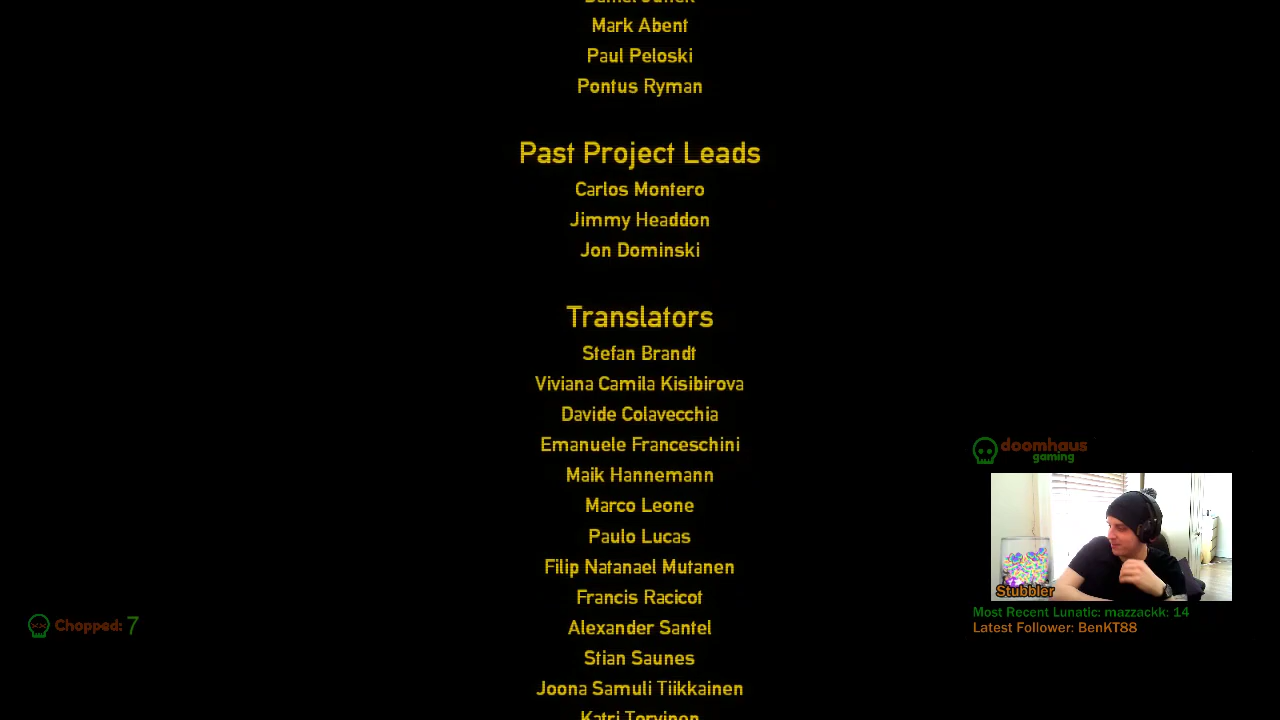 Mark Abent
Paul Peloski
Pontus Ryman
Past Project Leads
Carlos Montero
Jimmy Headdon
Jon Dominski
Translators
Stefan Brandt
Viviana Camila Kisibirova
Davide Colavecchia
Emanuele Franceschini
Maik Hannemann
Marco Leone
Paulo Lucas
Filip Natanael Mutanen
Francis Racicot
Alexander Santel
Stian Saunes
Joona Samuli Tiikkainen
Katri Torvinen
doomhaus
gaming
Stubbler
Most Recent Lunatic: mazzackk: 14
Latest Follower: BenKT88
Chopped: 7